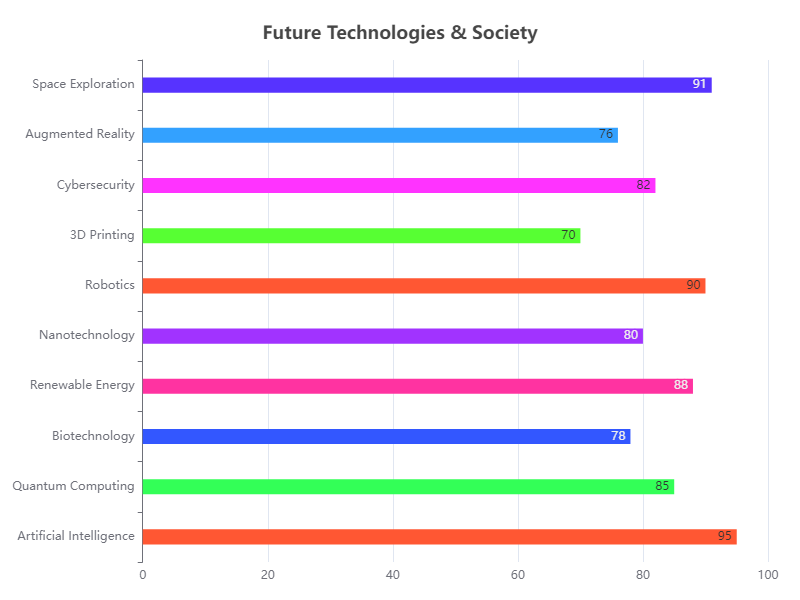 Future Technologies & Society
Space Exploration 91
Augmented Reality 76
Cybersecurity 82
3D Printing 70
Robotics 90
Nanotechnology 80
Renewable Energy 88
Biotechnology 78
Quantum Computing 85
Artificial Intelligence 95
0 20 40 60 80 100